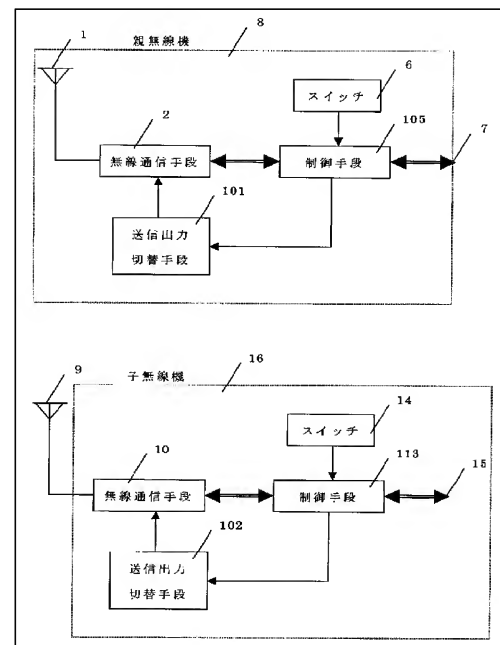 親無線機
8
1
6
スイッチ
2
105
7
無線通信手段
制御手段
101
送信出力
切替手段
9
子無線機
16
14
スイッチ
10
113
15
無線通信手段
制御手段
102
送信出力
切替手段